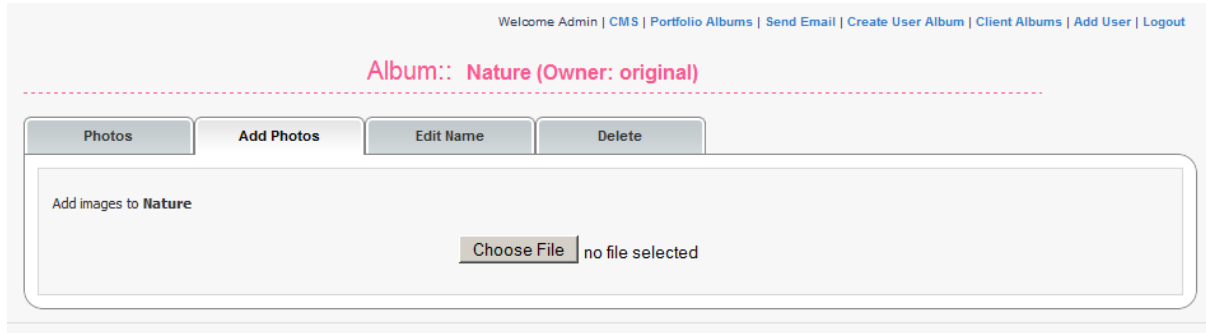 Welcome Admin | CMS | Portfolio Albums | Send Email | Create User Album | Client Albums | Add User | Logout
Album:: Nature (Owner: original)
Photos Add Photos Edit Name Delete
Add images to Nature
Choose File no file selected